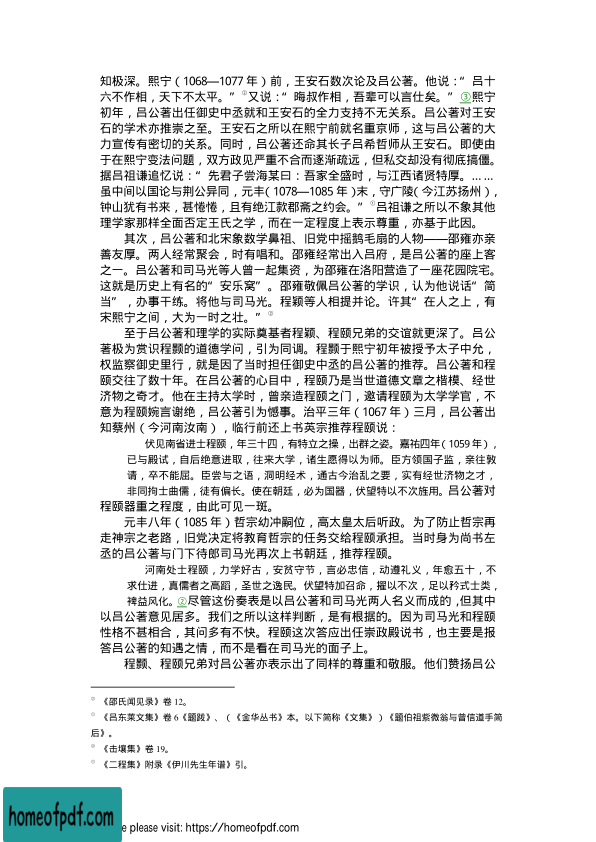 知极深。熙宁（1068—1077 年）前，王安石数次论及吕公著。他说：“吕十
六不作相，天下不太平。”②又说：“晦叔作相，吾辈可以言仕矣。”③熙宁
初年，吕公著出任御史中丞就和王安石的全力支持不无关系。吕公著对王安
石的学术亦推崇之至。王安石之所以在熙宁前就名重京师，这与吕公著的大
力宣传有密切的关系。同时，吕公著还命其长子吕希哲师从王安石。即使由
于在熙宁变法问题，双方政见严重不合而逐渐疏远，但私交却没有彻底搞僵。
据吕祖谦追忆说：“先君子尝海某曰：吾家全盛时，与江西诸贤特厚。……
虽中间以国论与荆公异同，元丰（1078—1085 年）末，守广陵（今江苏扬州），
钟山犹有书来，甚惓惓，且有绝江款郡斋之约会。”①吕祖谦之所以不象其他
理学家那样全面否定王氏之学，而在一定程度上表示尊重，亦基于此因。
其次，吕公著和北宋象数学鼻祖、旧党中摇鹅毛扇的人物——邵雍亦亲
善友厚。两人经常聚会，时有唱和。邵雍经常出入吕府，是吕公著的座上客
之一。吕公著和司马光等人曾一起集资，为邵雍在洛阳营造了一座花园院宅。
这就是历史上有名的“安乐窝”。邵雍敬佩吕公著的学识，认为他说话“简
当”，办事干练。将他与司马光。程颢等人相提并论。许其“在人之上，有
宋熙宁之间，大为一时之壮。”②
至于吕公著和理学的实际奠基者程颢、程颐兄弟的交谊就更深了。吕公
著极为赏识程颢的道德学问，引为同调。程颢于熙宁初年被授予太子中允，
权监察御史里行，就是因了当时担任御史中丞的吕公著的推荐。吕公著和程
颐交往了数十年。在吕公著的心目中，程颐乃是当世道德文章之楷模、经世
济物之奇才。他在主持太学时，曾亲造程颐之门，邀请程颐为太学学官，不
意为程颐婉言谢绝，吕公著引为憾事。治平三年（1067 年）三月，吕公著出
知蔡州（今河南汝南），临行前还上书英宗推荐程颐说：
伏见南省进士程颐，年三十四，有特立之操，出群之姿。嘉祐四年（1059 年），
已与殿试，自后绝意进取，往来大学，诸生愿得以为师。臣方领国子监，亲往敦
请，卒不能屈。臣尝与之语，洞明经术，通古今治乱之要，实有经世济物之才，
非同拘士曲儒，徒有偏长。使在朝廷，必为国器，伏望特以不次旌用。吕公著对
程颐器重之程度，由此可见一斑。
元丰八年（1085 年）哲宗幼冲嗣位，高太皇太后听政。为了防止哲宗再
走神宗之老路，旧党决定将教育哲宗的任务交给程颐承担。当时身为尚书左
丞的吕公著与门下待郎司马光再次上书朝廷，推荐程颐。
河南处士程颐，力学好古，安贫守节，言必忠信，动遵礼义，年愈五十，不
求仕进，真儒者之高蹈，圣世之逸民。伏望特加召命，擢以不次，足以矜式士类，
裨益风化。②尽管这份奏表是以吕公著和司马光两人名义而成的，但其中
以吕公著意见居多。我们之所以这样判断，是有根据的。因为司马光和程颐
性格不甚相合，其间多有不快。程颐这次答应出任崇政殿说书，也主要是报
答吕公著的知遇之情，而不是看在司马光的面子上。
程颢、程颐兄弟对吕公著亦表示出了同样的尊重和敬服。他们赞扬吕公
《邵氏闻见录》卷 12。
《吕东莱文集》卷 6《题跋》、（《金华丛书》本。以下简称《文集》）《题伯祖紫微翁与曾信道手简
后》。
《击壤集》卷 19。
《二程集》附录《伊川先生年谱》引。
homeofpdf.com
e please visit: https://homeofpdf.com